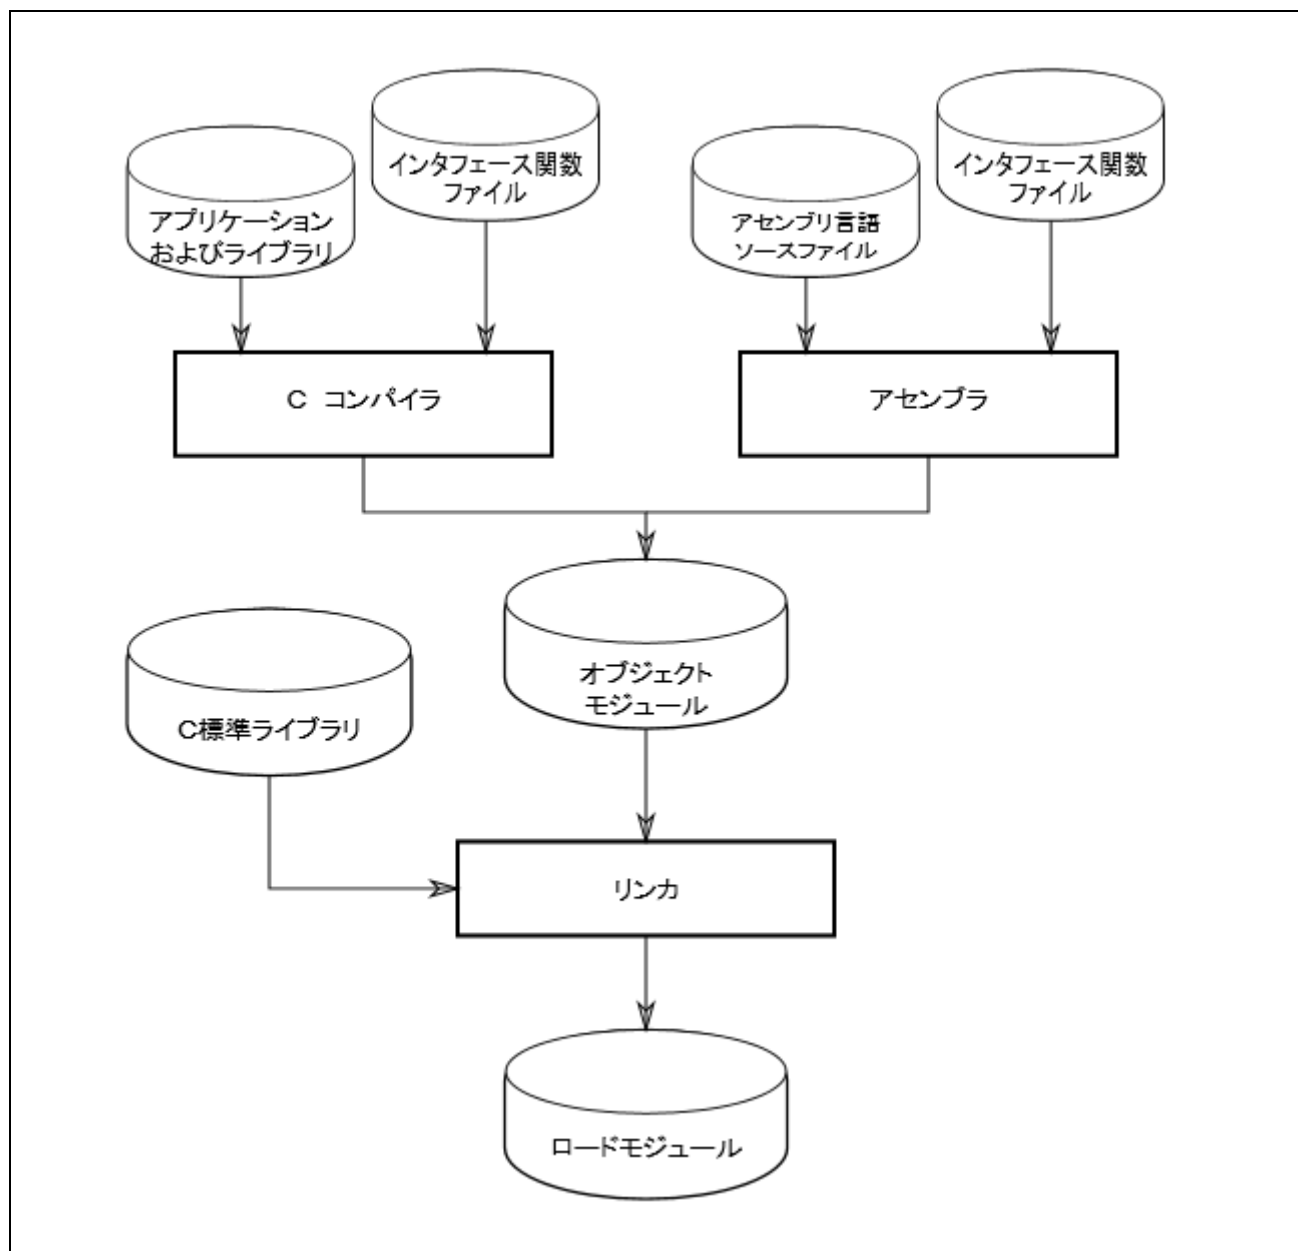 インタフェース関数
ファイル
インタフェース関数
ファイル
アプリケーション
およびライブラリ
アセンブリ言語
ソースファイル
C コンパイラ
アセンブラ
オブジェクト
モジュール
C標準ライブラリ
リンカ
ロードモジュール